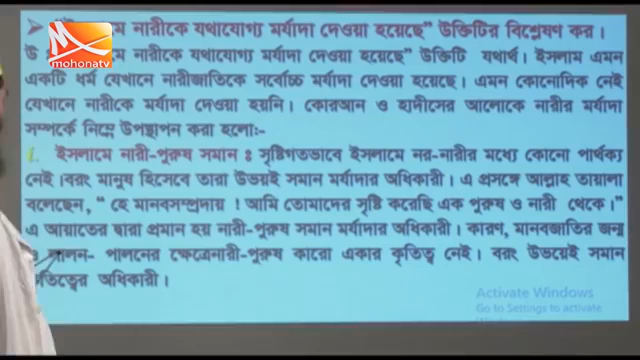 নারীকে যথাযোগ্য মর্যাদা দেওয়া হয়েছে” উক্তিটির বিশ্লেষণ কর।
mohonatv
উ নারীকে যথাযোগ্য মর্যাদা দেওয়া হয়েছে” উক্তিটি যথার্থ। ইসলাম এমন
একটি ধর্ম যেখানে নারীজাতিকে সর্বোচ্চ মর্যাদা দেওয়া হয়েছে। এমন কোনোদিক নেই
যেখানে নারীকে মর্যাদা দেওয়া হয়নি। কোরআন ও হাদীসের আলোকে নারীর মর্যাদা
সম্পর্কে নিম্নে উপস্থাপন করা হলো:-
i. ইসলামে নারী-পুরুষ সমান : সৃষ্টিগতভাবে ইসলামে নর-নারীর মধ্যে কোনো পার্থক্য
নেই।বরং মানুষ হিসেবে তারা উভয়ই সমান মর্যাদার অধিকারী। এ প্রসঙ্গে আল্লাহ তায়ালা
বলেছেন, “ হে মানবসম্প্রদায় ! আমি তোমাদের সৃষ্টি করেছি এক পুরুষ ও নারী থেকে।”
এ আয়াতের দ্বারা প্রমান হয় নারী-পুরুষ সমান মর্যাদার অধিকারী। কারণ, মানবজাতির জন্ম
পালনের ক্ষেত্রেনারী-পুরুষ কারো একার কৃতিত্ব নেই। বরং উভয়েই সমান
অধিকারী।
Activate Windows
Go to Settings to activate